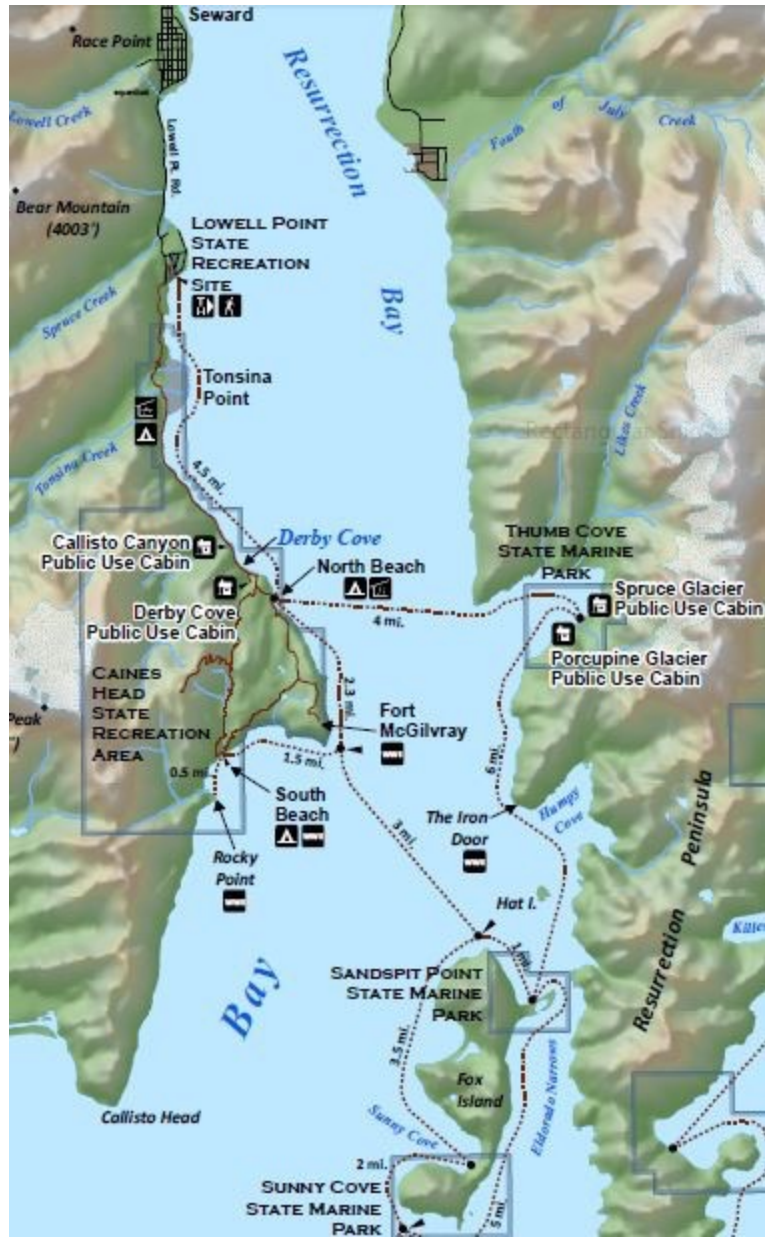 Seward
Race Point
Resurrection
Lowell Creek
Fouth of July Creek
Lowell Pt. Rd.
Bear Mountain
(4003')
Lowell Point
State
Recreation
Site
Bay
Spruce Creek
Tonsina
Point
Likes Creek
Tonsina Creek
4.5 mi.
Derby Cove
Thumb Cove
State Marine
Park
Callisto Canyon
Public Use Cabin
North Beach
Spruce Glacier
Public Use Cabin
Derby Cove
Public Use Cabin
4 mi.
Porcupine Glacier
Public Use Cabin
Caines
Head
State
Recreation
Area
2.3 mi.
Peak
Fort
McGilvray
1.5 mi.
0.5 mi.
6 mi.
South
Beach
The Iron
Door
Humpy
Cove
Peninsula
3 mi.
Rocky
Point
Hat I.
1 mi.
Resurrection
Sandspit Point
State Marine
Park
Bay
3.5 mi.
Fox
Island
Eldorado Narrows
Callisto Head
Sunny Cove
2 mi.
Sunny Cove
State Marine
Park
5 mi.